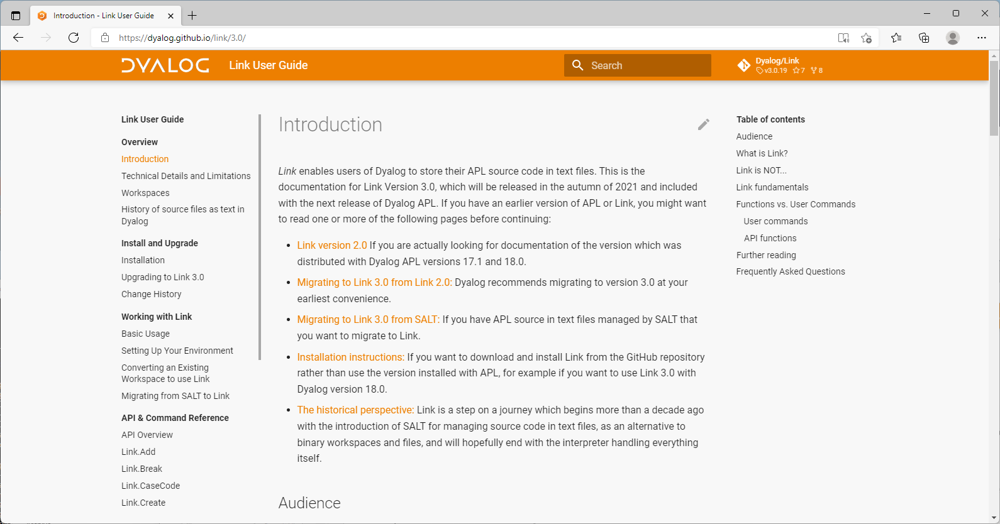 Introduction - Link User Guide
https://dyalog.github.io/link/3.0/
DYALOG
Link User Guide
Search
Dyalog/Link
v3.0.19 7 8
Link User Guide
Overview
Introduction
Technical Details and Limitations
Workspaces
History of source files as text in
Dyalog
Install and Upgrade
Installation
Upgrading to Link 3.0
Change History
Working with Link
Basic Usage
Setting Up Your Environment
Converting an Existing
Workspace to use Link
Migrating from SALT to Link
API & Command Reference
API Overview
Link.Add
Link.Break
Link.CaseCode
Link.Create
Introduction
Link enables users of Dyalog to store their APL source code in text files. This is the
documentation for Link Version 3.0, which will be released in the autumn of 2021 and included
with the next release of Dyalog APL. If you have an earlier version of APL or Link, you might want
to read one or more of the following pages before continuing:
• Link version 2.0 If you are actually looking for documentation of the version which was
distributed with Dyalog APL versions 17.1 and 18.0.
• Migrating to Link 3.0 from Link 2.0: Dyalog recommends migrating to version 3.0 at your
earliest convenience.
• Migrating to Link 3.0 from SALT: If you have APL source in text files managed by SALT that
you want to migrate to Link.
• Installation instructions: If you want to download and install Link from the GitHub repository
rather than use the version installed with APL, for example if you want to use Link 3.0 with
Dyalog version 18.0.
• The historical perspective: Link is a step on a journey which begins more than a decade ago
with the introduction of SALT for managing source code in text files, as an alternative to
binary workspaces and files, and will hopefully end with the interpreter handling everything
itself.
Audience
Table of contents
Audience
What is Link?
Link is NOT...
Link fundamentals
Functions vs. User Commands
User commands
API functions
Further reading
Frequently Asked Questions